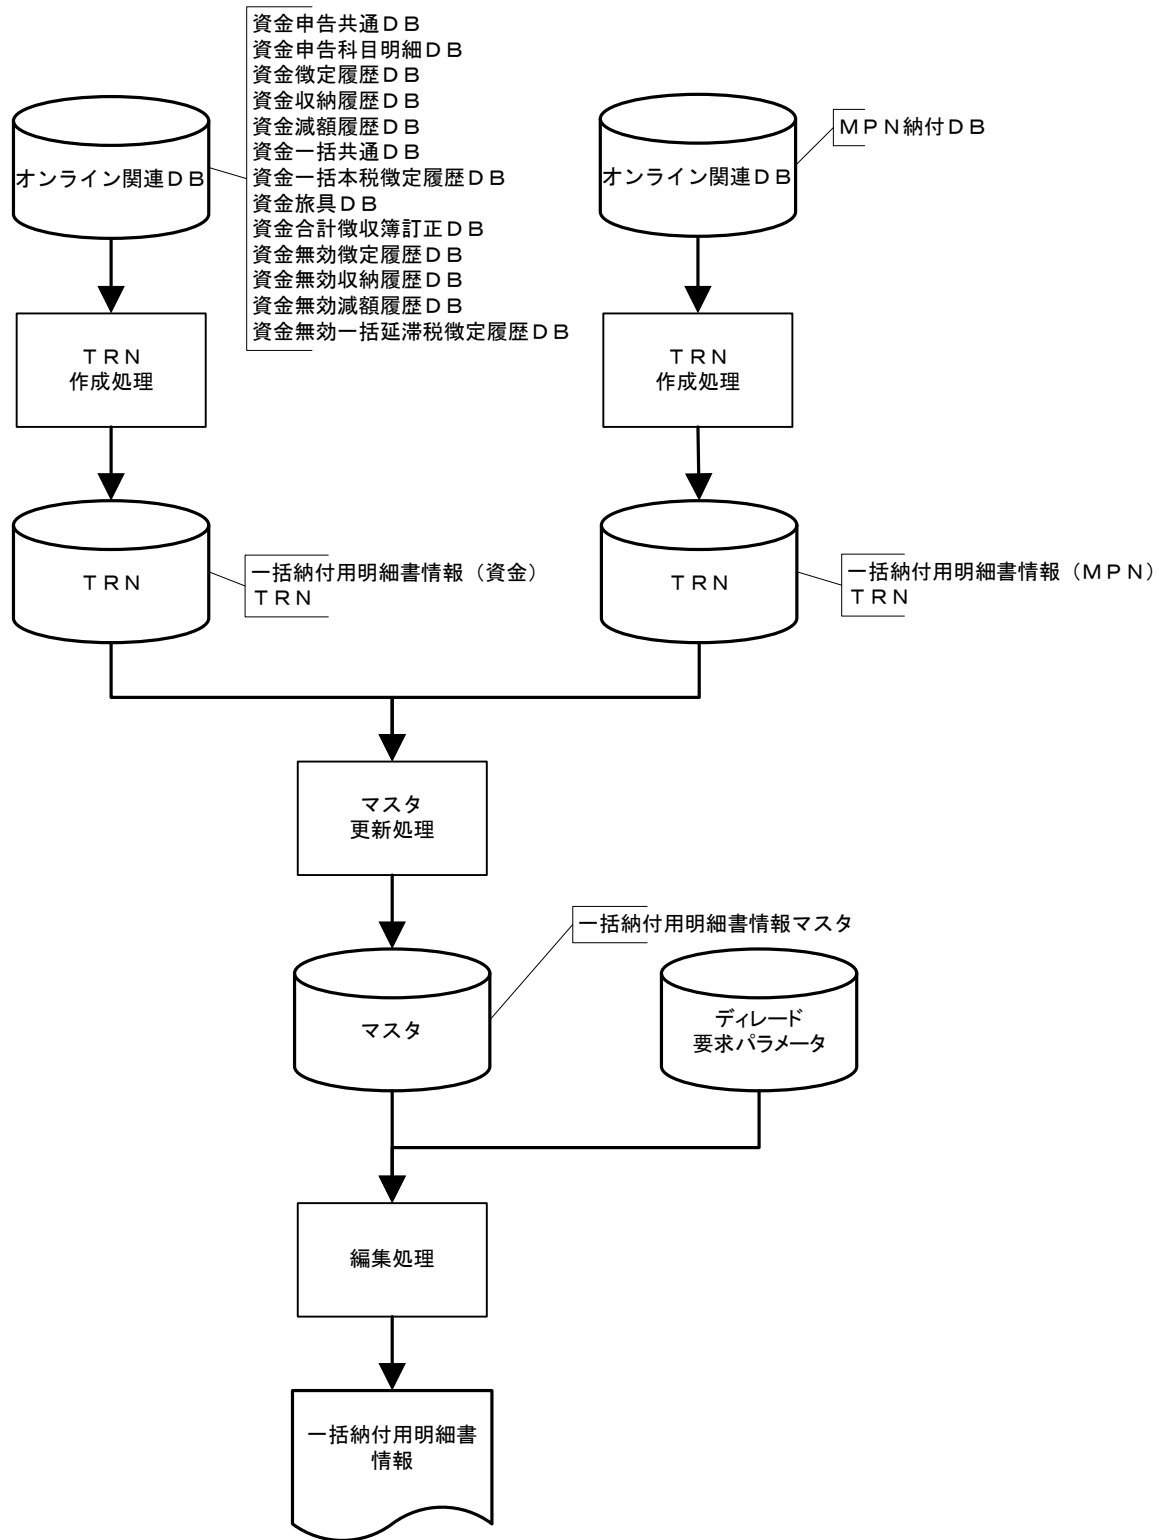 資金申告共通ＤＢ
資金申告科目明細ＤＢ
資金徴定履歴ＤＢ
資金収納履歴ＤＢ
資金減額履歴ＤＢ
資金一括共通ＤＢ
資金一括本税徴定履歴ＤＢ
資金旅具ＤＢ
資金合計徴収簿訂正ＤＢ
資金無効徴定履歴ＤＢ
資金無効収納履歴ＤＢ
資金無効減額履歴ＤＢ
資金無効一括延滞税徴定履歴ＤＢ
オンライン関連ＤＢ
オンライン関連ＤＢ
ＭＰＮ納付ＤＢ
ＴＲＮ
作成処理
ＴＲＮ
作成処理
ＴＲＮ
一括納付用明細書情報（資金）
ＴＲＮ
ＴＲＮ
一括納付用明細書情報（ＭＰＮ）
ＴＲＮ
マスタ
更新処理
一括納付用明細書情報マスタ
マスタ
ディレード
要求パラメータ
編集処理
一括納付用明細書
情報